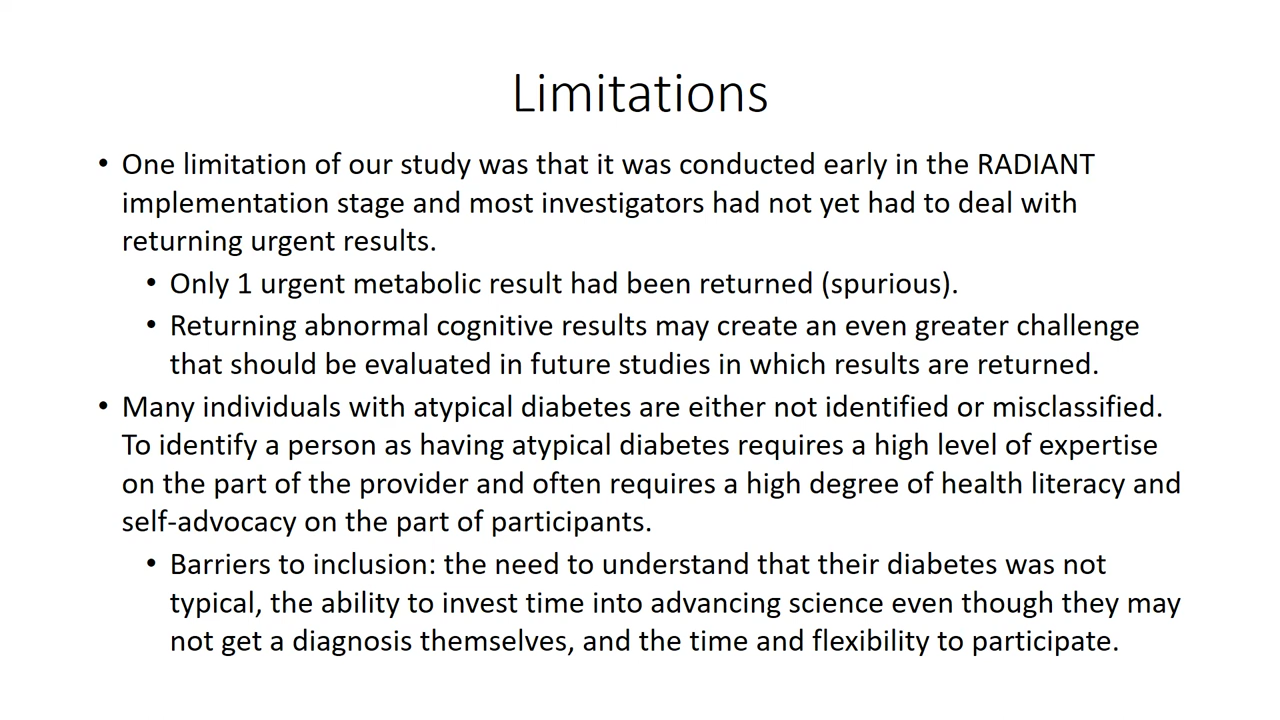 Limitations
• One limitation of our study was that it was conducted early in the RADIANT
implementation stage and most investigators had not yet had to deal with
returning urgent results.
• Only 1 urgent metabolic result had been returned (spurious).
• Returning abnormal cognitive results may create an even greater challenge
that should be evaluated in future studies in which results are returned.
• Many individuals with atypical diabetes are either not identified or misclassified.
To identify a person as having atypical diabetes requires a high level of expertise
on the part of the provider and often requires a high degree of health literacy and
self-advocacy on the part of participants.
• Barriers to inclusion: the need to understand that their diabetes was not
typical, the ability to invest time into advancing science even though they may
not get a diagnosis themselves, and the time and flexibility to participate.